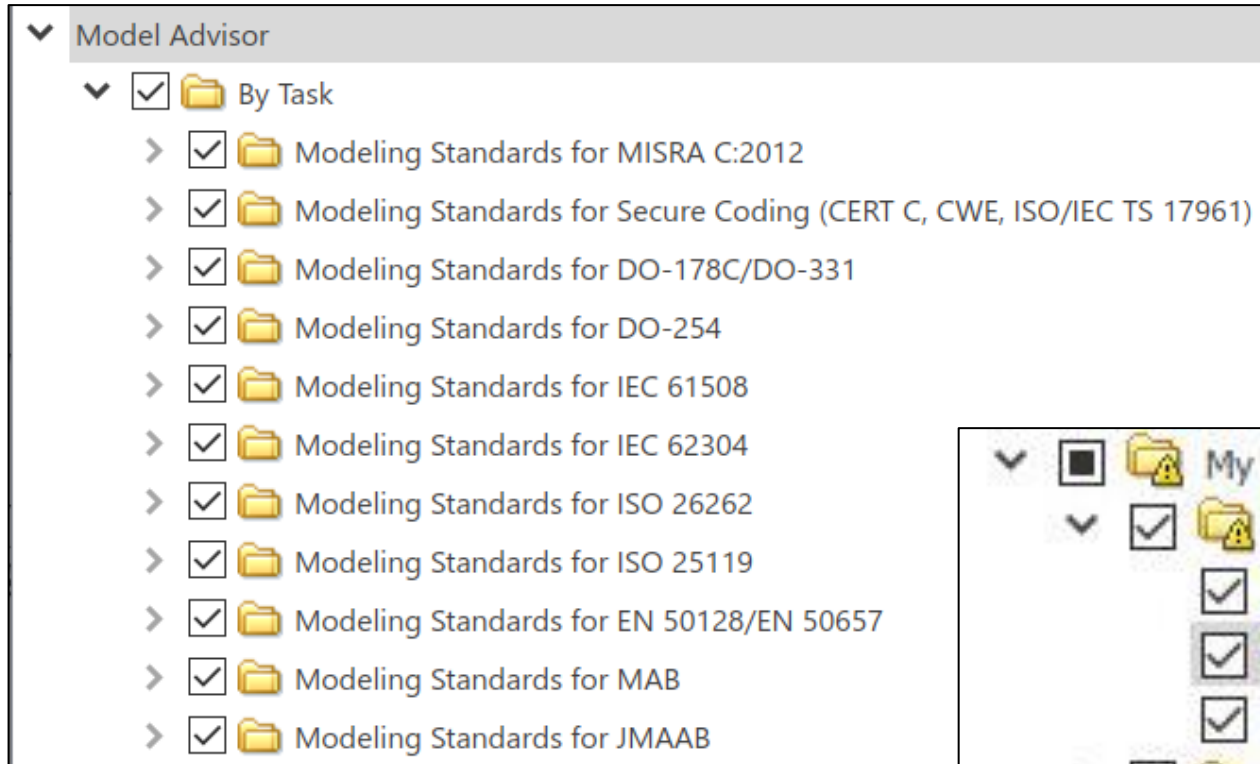 Model Advisor
By Task
Modeling Standards for MISRA C:2012
Modeling Standards for Secure Coding (CERT C, CWE, ISO/IEC TS 17961)
Modeling Standards for DO-178C/DO-331
Modeling Standards for DO-254
Modeling Standards for IEC 61508
Modeling Standards for IEC 62304
Modeling Standards for ISO 26262
Modeling Standards for ISO 25119
Modeling Standards for EN 50128/EN 50657
Modeling Standards for MAB
Modeling Standards for JMAAB
My